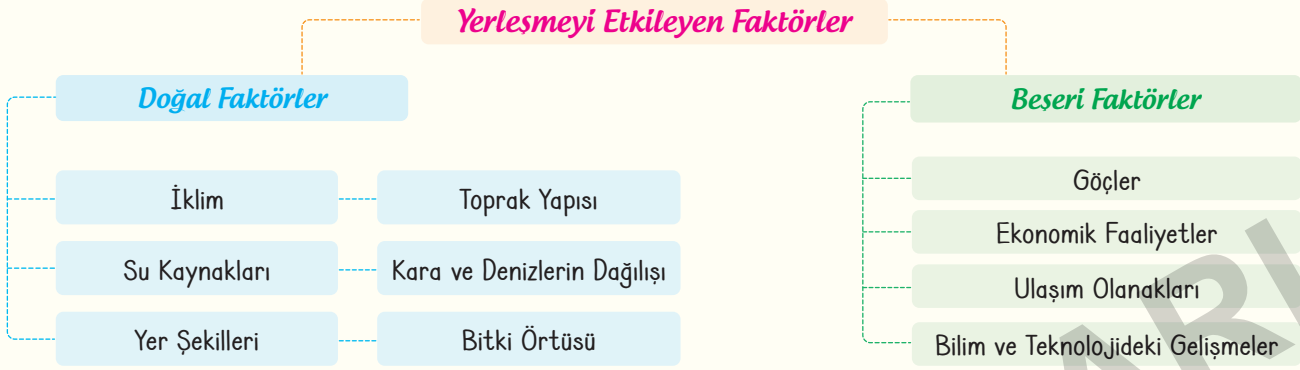 Yerleşmeyi Etkileyen Faktörler
Doğal Faktörler
İklim
Toprak Yapısı
Su Kaynakları
Kara ve Denizlerin Dağılışı
Yer Şekilleri
Bitki Örtüsü
Beşeri Faktörler
Göçler
Ekonomik Faaliyetler
Ulaşım Olanakları
Bilim ve Teknolojideki Gelişmeler